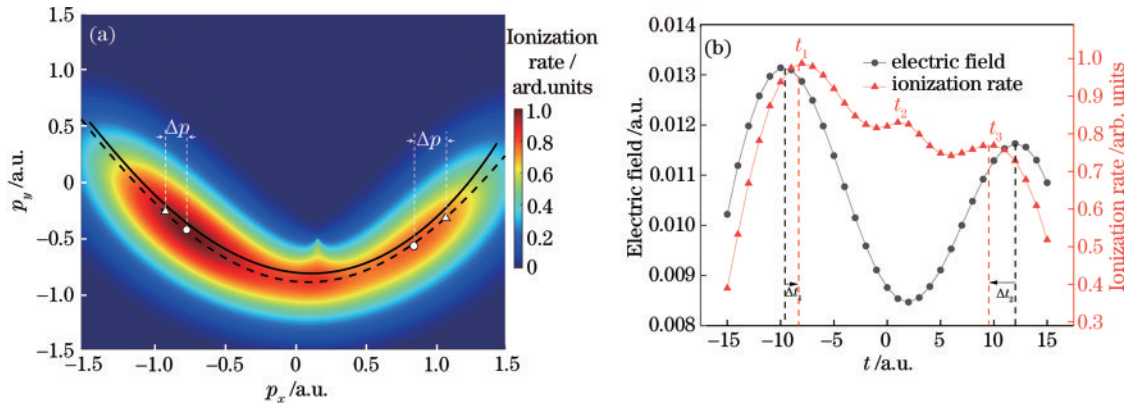 (a)
Ionization
rate /
ard.units
1.0
0.8
0.6
0.4
0.2
0
Δp
Δp
1.5
1.0
0.5
0
-0.5
-1.0
-1.5
p_y /a.u.
-1.5
-1.0
-0.5
0
0.5
1.0
1.5
p_x /a.u.
(b)
electric field
ionization rate
t₁
t₂
t₃
Δt₁
Δt₂
0.013
0.012
0.011
0.010
0.009
0.008
Electric field /a.u.
-15
-10
-5
0
5
10
15
t /a.u.
1.0
0.9
0.8
0.7
0.6
0.5
0.4
0.3
Ionization rate /arb. units